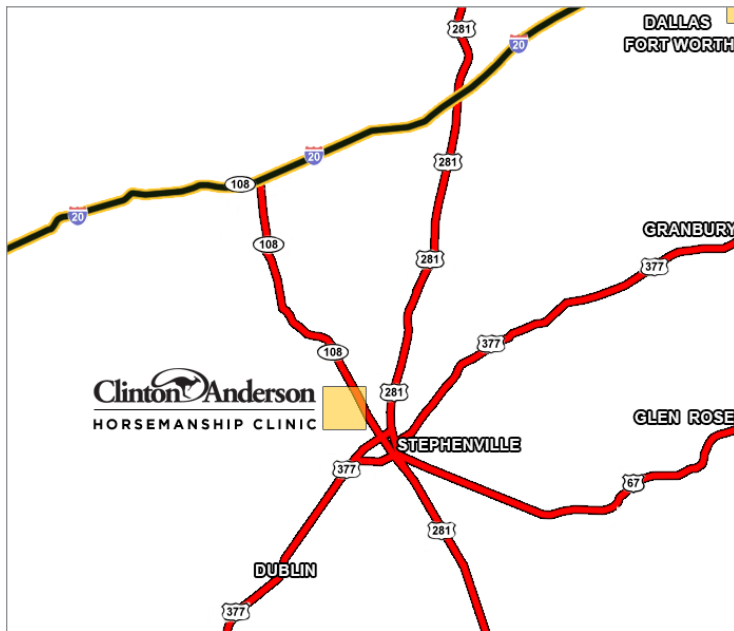 281
DALLAS
FORT WORTH
20
281
20
108
20
108
GRANBURY
281
377
377
108
Clinton Anderson
HORSEMANSHIP CLINIC
281
GLEN ROSE
STEPHENVILLE
377
67
281
DUBLIN
377